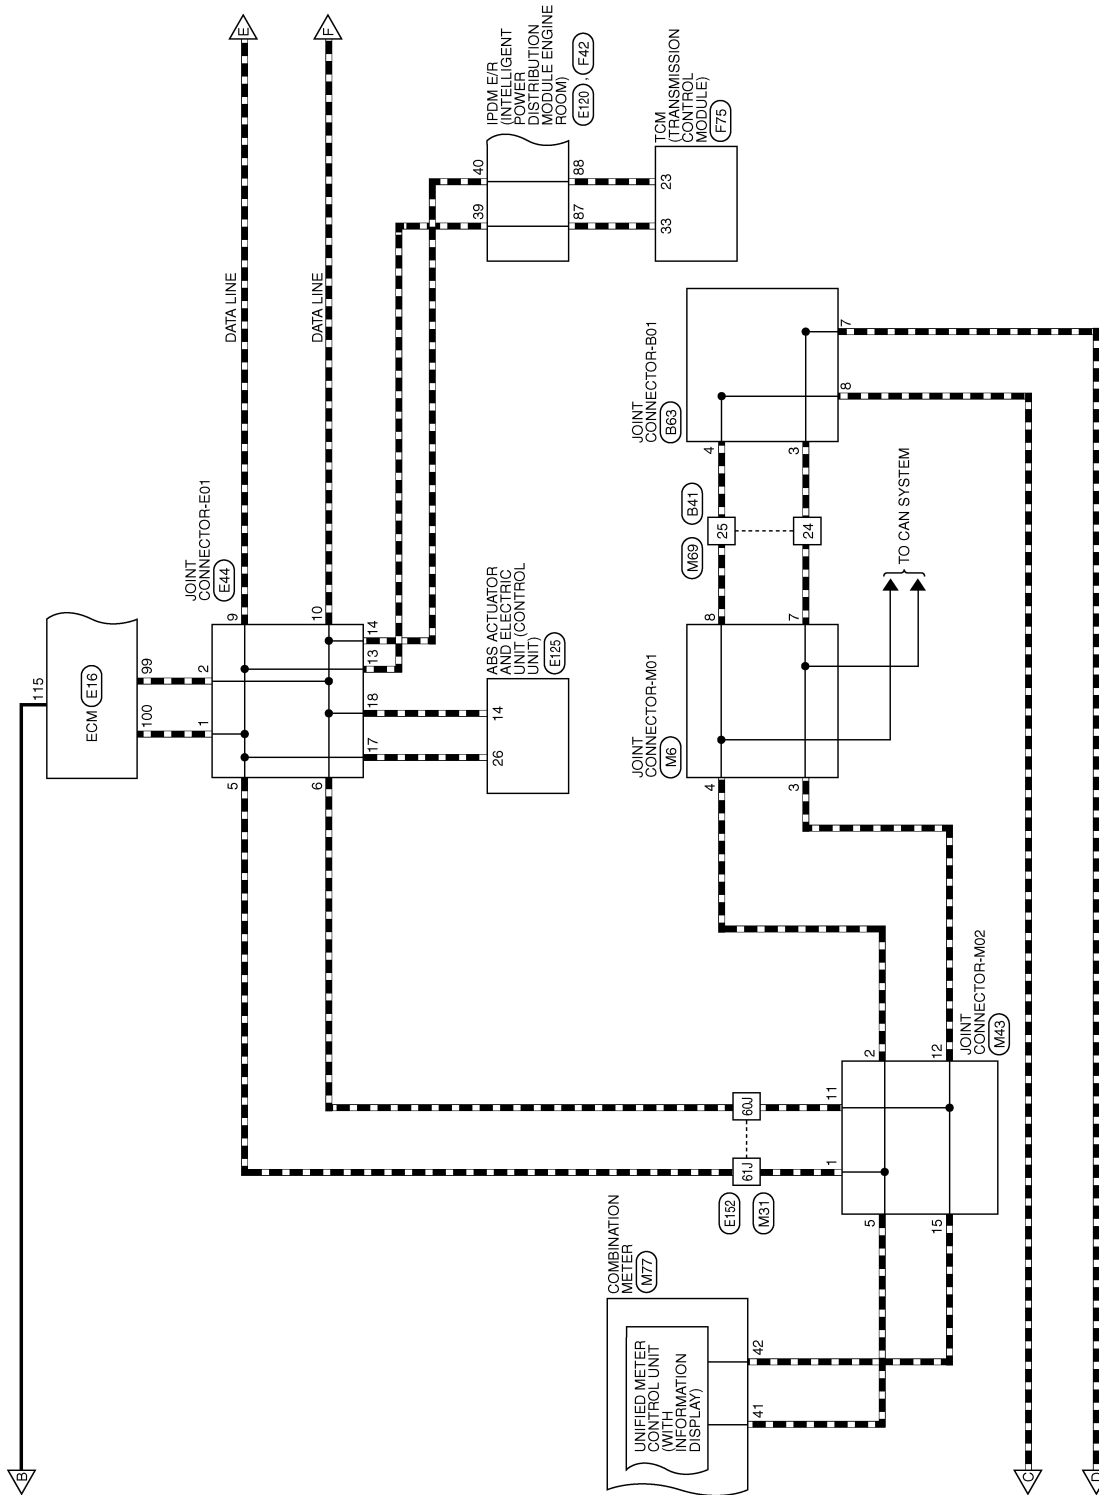 E
F
DATA LINE
DATA LINE
IPDM E/R
(INTELLIGENT
POWER
DISTRIBUTION
MODULE ENGINE
ROOM)
E120 , F42
40
39
88
87
TCM
(TRANSMISSION
CONTROL
MODULE)
F75
23
33
JOINT
CONNECTOR-E01
E44
9
10
2
1
14
13
18
17
5
6
115
ECM E16
99
100
ABS ACTUATOR
AND ELECTRIC
UNIT (CONTROL
UNIT)
E125
14
26
JOINT
CONNECTOR-B01
B63
7
8
4
3
B41
M69
25
24
TO CAN SYSTEM
JOINT
CONNECTOR-M01
M6
8
7
4
3
JOINT
CONNECTOR-M02
M43
2
12
11
1
5
15
60J
61J
E152
M31
COMBINATION
METER
M77
UNIFIED METER
CONTROL UNIT
(WITH
INFORMATION
DISPLAY)
42
41
B
C
D